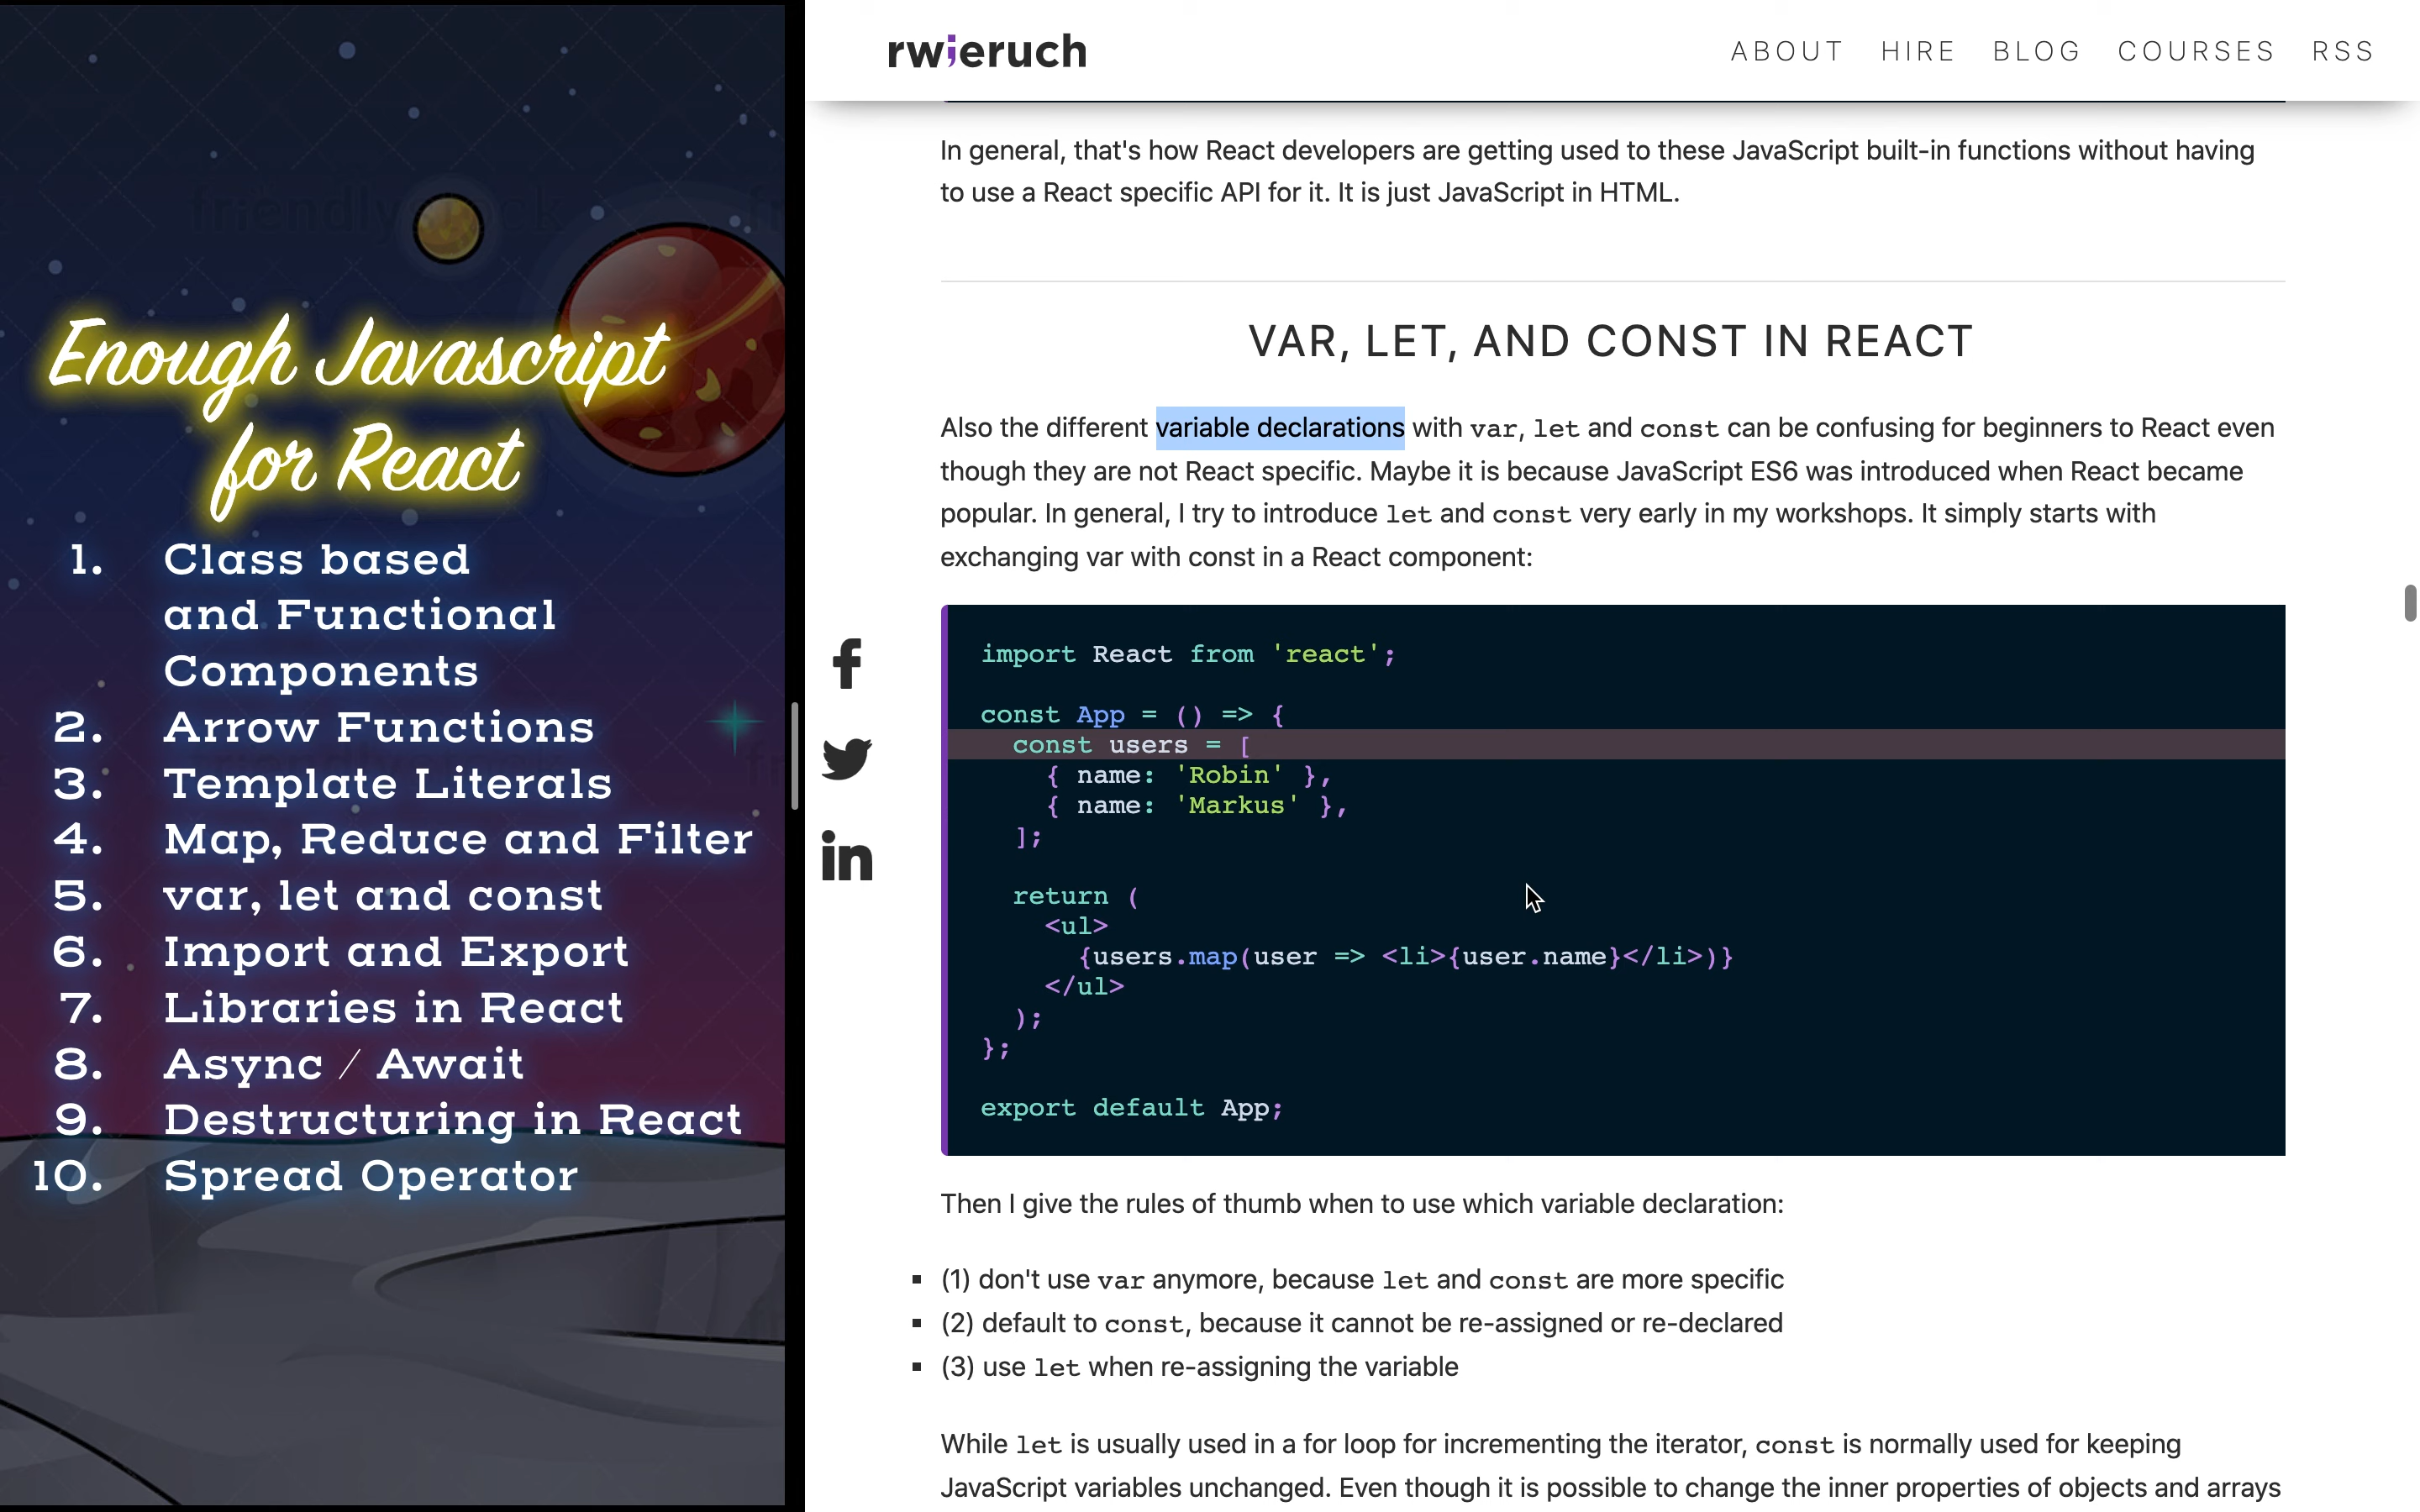 Enough Javascript
for React
1. Class based
and Functional
Components
2. Arrow Functions
3. Template Literals
4. Map, Reduce and Filter
5. var, let and const
6. Import and Export
7. Libraries in React
8. Async / Await
9. Destructuring in React
10. Spread Operator
rwieruch
ABOUT HIRE BLOG COURSES RSS
In general, that's how React developers are getting used to these JavaScript built-in functions without having
to use a React specific API for it. It is just JavaScript in HTML.
VAR, LET, AND CONST IN REACT
Also the different variable declarations with var, let and const can be confusing for beginners to React even
though they are not React specific. Maybe it is because JavaScript ES6 was introduced when React became
popular. In general, I try to introduce let and const very early in my workshops. It simply starts with
exchanging var with const in a React component:
import React from 'react';
const App = () => {
const users = [
{ name: 'Robin' },
{ name: 'Markus' },
];
return (
<ul>
{users.map(user => <li>{user.name}</li>)}
</ul>
);
};
export default App;
Then I give the rules of thumb when to use which variable declaration:
▪ (1) don't use var anymore, because let and const are more specific
▪ (2) default to const, because it cannot be re-assigned or re-declared
▪ (3) use let when re-assigning the variable
While let is usually used in a for loop for incrementing the iterator, const is normally used for keeping
JavaScript variables unchanged. Even though it is possible to change the inner properties of objects and arrays